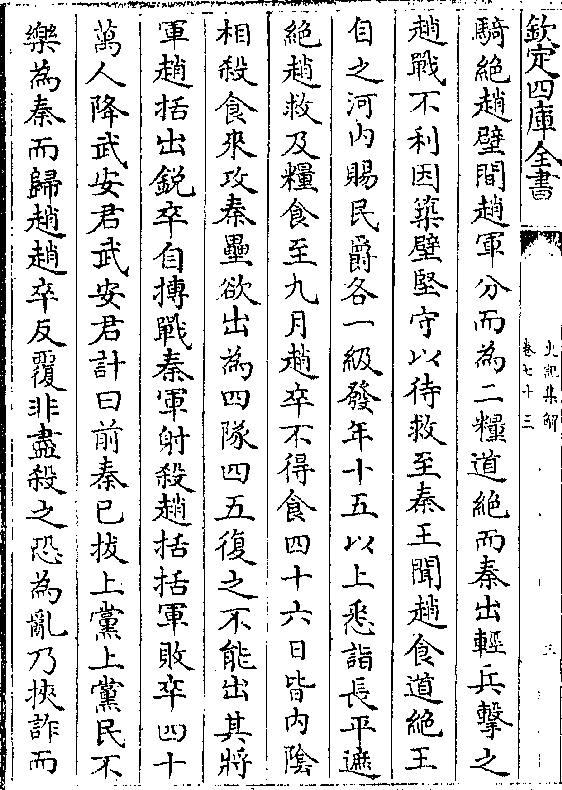 欽定四庫全書
史記集解
卷七十三
三
騎絶趙壁間趙軍分而為二糧道絶而秦出輕兵擊之
趙戰不利因築壁堅守以待救至秦王聞趙食道絶王
自之河内賜民爵各一級發年十五以上悉詣長平遮
絶趙救及糧食至九月趙卒不得食四十六日皆内隂
相殺食來攻秦壘欲出為四隊四五復之不能出其將
軍趙括出鋭卒自搏戰秦軍射殺趙括括軍敗卒四十
萬人降武安君武安君計曰前秦已拔上黨上黨民不
樂為秦而歸趙趙卒反覆非盡殺之恐為亂乃挾詐而